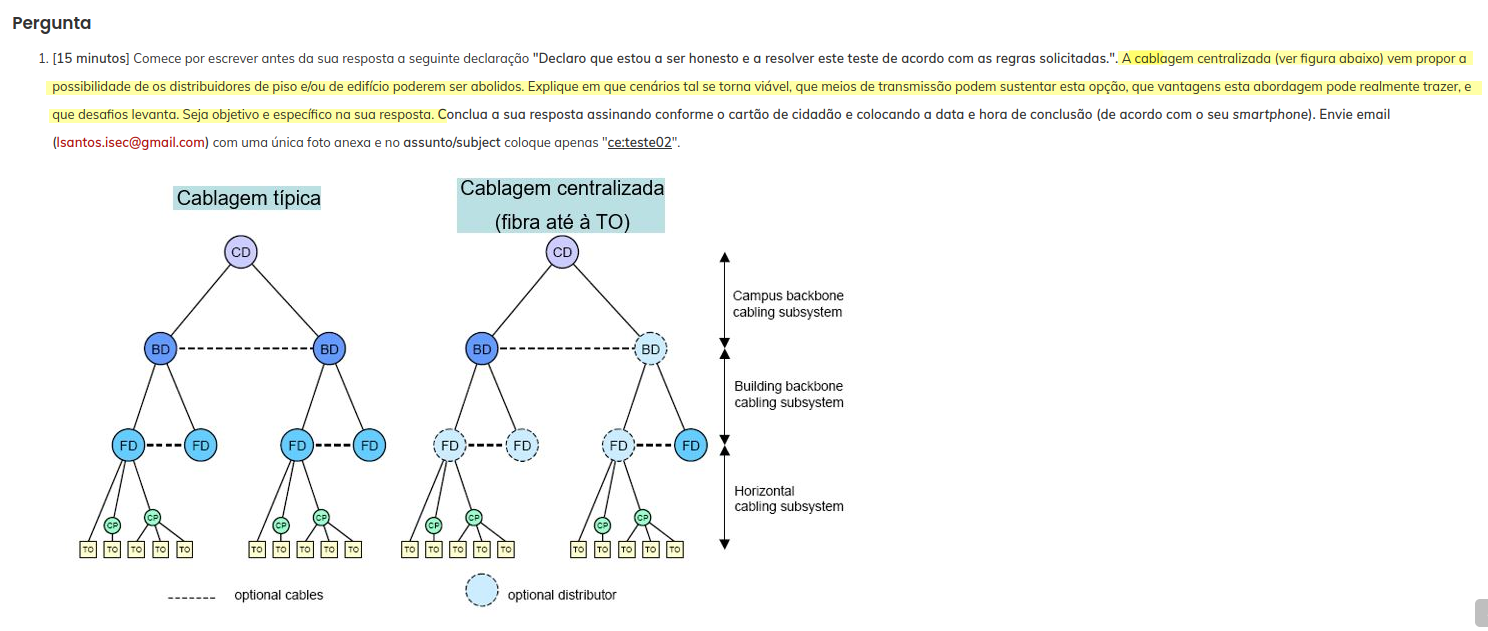 Pergunta
1. [15 minutos] Comece por escrever antes da sua resposta a seguinte declaração "Declaro que estou a ser honesto e a resolver este teste de acordo com as regras solicitadas.". A cablagem centralizada (ver figura abaixo) vem propor a
possibilidade de os distribuidores de piso e/ou de edifício poderem ser abolidos. Explique em que cenários tal se torna viável, que meios de transmissão podem sustentar esta opção, que vantagens esta abordagem pode realmente trazer, e
que desafios levanta. Seja objetivo e específico na sua resposta. Conclua a sua resposta assinando conforme o cartão de cidadão e colocando a data e hora de conclusão (de acordo com o seu smartphone). Envie email
(lsantos.isec@gmail.com) com uma única foto anexa e no assunto/subject coloque apenas "ce:teste02".
Cablagem típica
Cablagem centralizada
(fibra até à TO)
CD CD
Campus backbone
cabling subsystem
BD BD BD BD
Building backbone
cabling subsystem
FD FD FD FD FD FD FD FD
Horizontal
cabling subsystem
CP CP CP CP CP CP CP CP
TO TO TO TO TO TO TO TO TO TO TO TO TO TO TO TO TO TO TO TO
optional cables
optional distributor